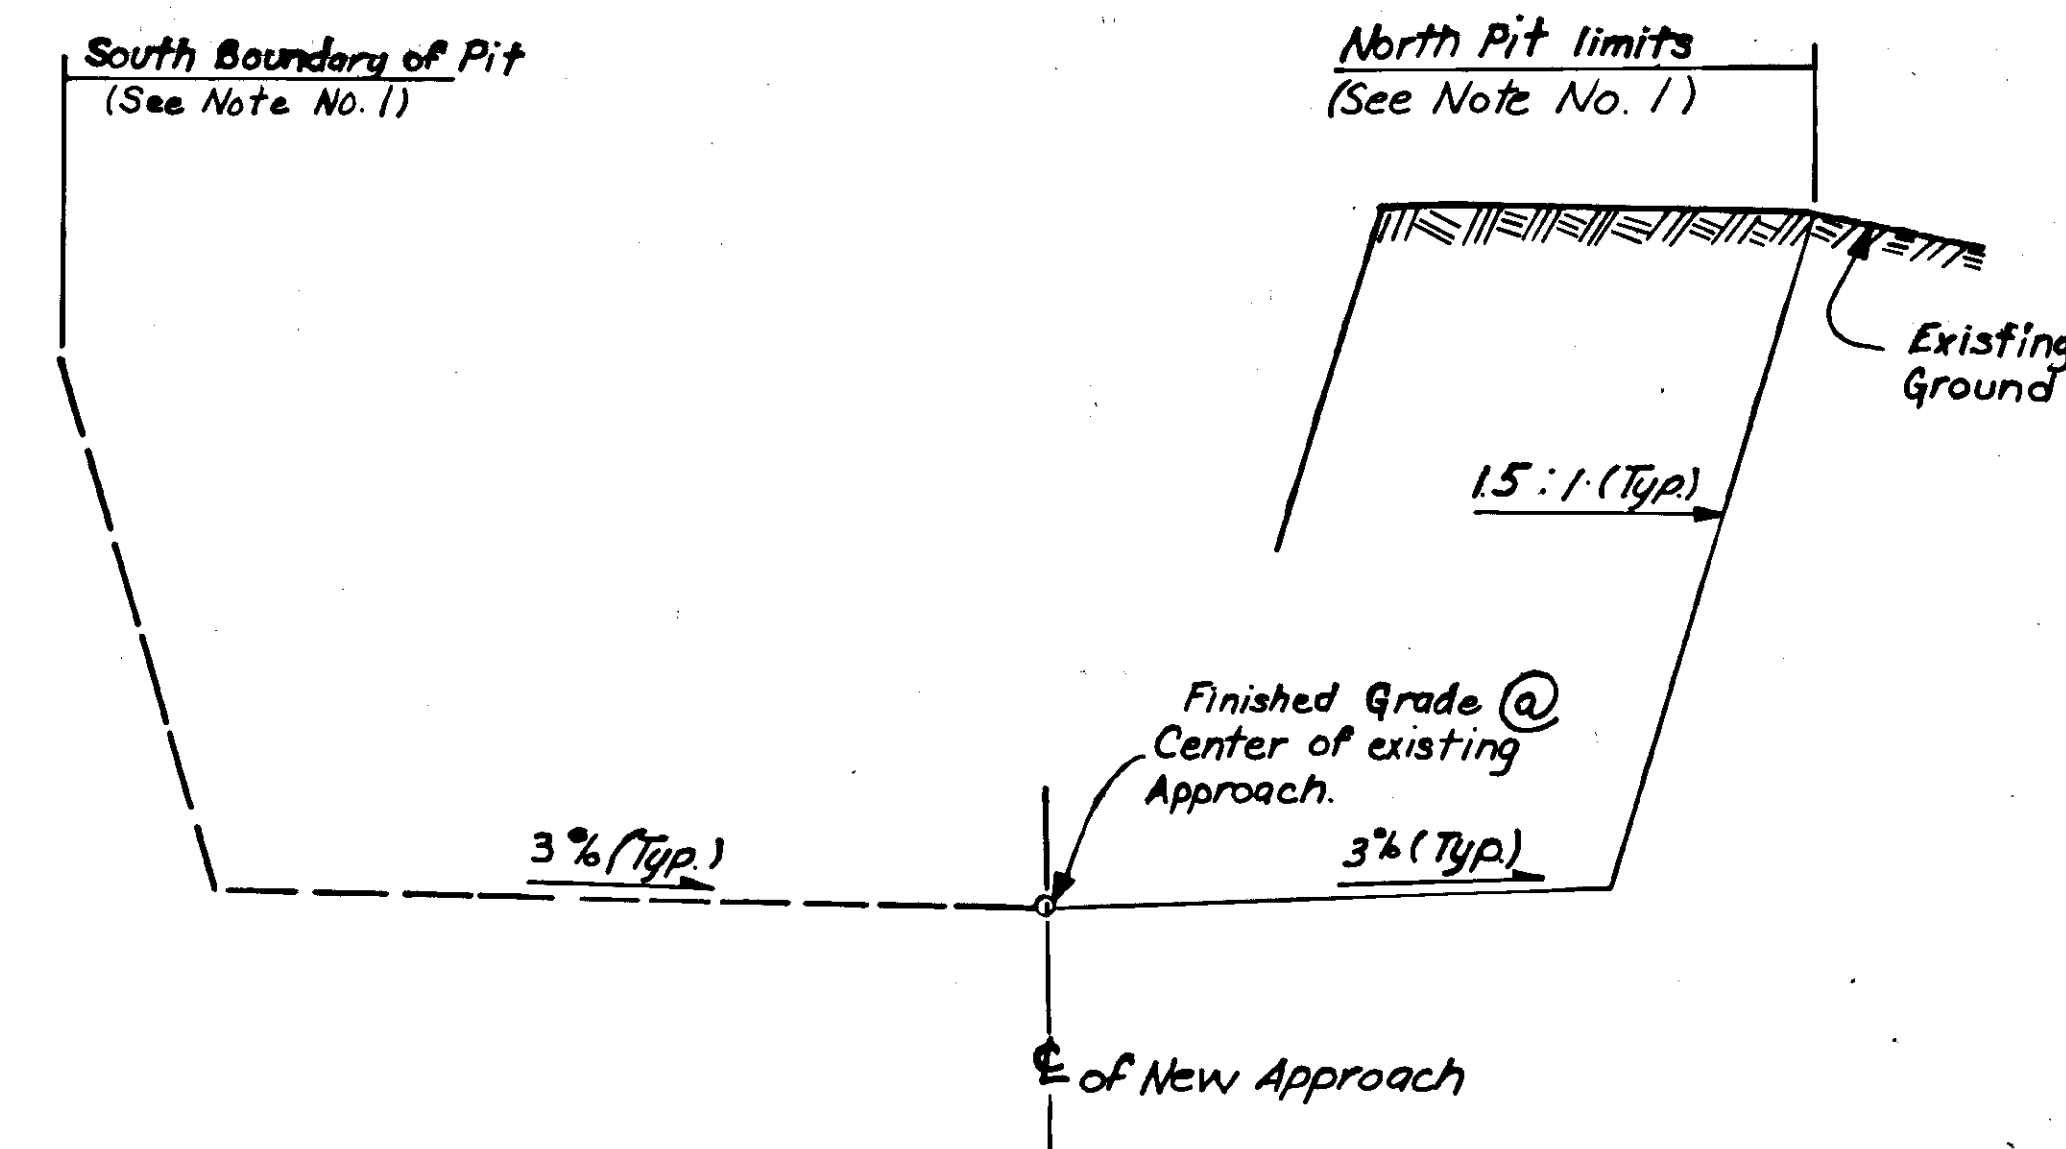 South Boundary of Pit
(See Note No. 1)
North Pit limits
(See Note No. 1)
Existing
Ground
1.5 : 1 (Typ.)
Finished Grade @
Center of existing
Approach.
3% (Typ.)
3% (Typ.)
℄ of New Approach